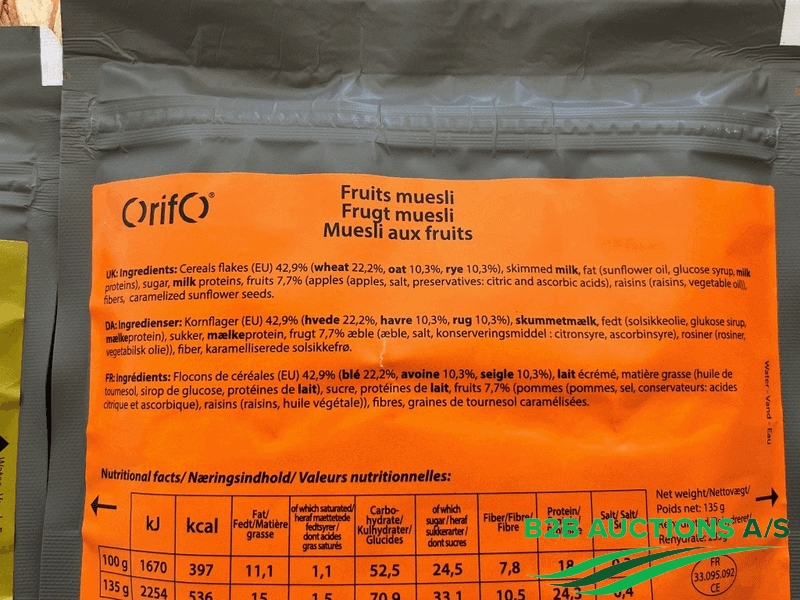 OrifO®
Fruits muesli
Frugt muesli
Muesli aux fruits
UK: Ingredients: Cereals flakes (EU) 42,9% (wheat 22,2%, oat 10,3%, rye 10,3%), skimmed milk, fat (sunflower oil, glucose syrup, milk
proteins), sugar, milk proteins, fruits 7,7% (apples (apples, salt, preservatives: citric and ascorbic acids), raisins (raisins, vegetable oil)),
fibers, caramelized sunflower seeds.
DA: Ingredienser: Kornflager (EU) 42,9% (hvede 22,2%, havre 10,3%, rug 10,3%), skummetmælk, fedt (solsikkeolie, glukose sirup,
mælkeprotein), sukker, mælkeprotein, frugt 7,7% æble (æble, salt, konserveringsmiddel : citronsyre, ascorbinsyre), rosiner (rosiner,
vegetabilsk olie)), fiber, karamelliserede solsikkefrø.
FR: Ingrédients: Flocons de céréales (EU) 42,9% (blé 22,2%, avoine 10,3%, seigle 10,3%), lait écrémé, matière grasse (huile de
tournesol, sirop de glucose, protéines de lait), sucre, protéines de lait, fruits 7,7% (pommes (pommes, sel, conservateurs: acides
citrique et ascorbique), raisins (raisins, huile végétale)), fibres, graines de tournesol caramélisées.
Water - Vand - Eau
Nutritional facts/ Næringsindhold/ Valeurs nutritionnelles:
kJ
kcal
Fat/
Fedt/Matière
grasse
of which saturated/
heraf mættetede
fedtsyrer/
dont acides
gras saturés
Carbo-
hydrate/
Kulhydrater/
Glucides
of which
sugar/heraf
sukkerarter/
dont sucres
Fiber/Fibre/
Fibre
Protein/
Salt/ Salt/
Net weight/Nettovægt/
Poids net: 135 g
100 g 1670 397 11,1 1,1 52,5 24,5 7,8 18
135 g 2254 536 15 1,5 70,9 33,1 10,5 24,3 0,4
FR
33.095.092
CE
B2B AUCTIONS A/S